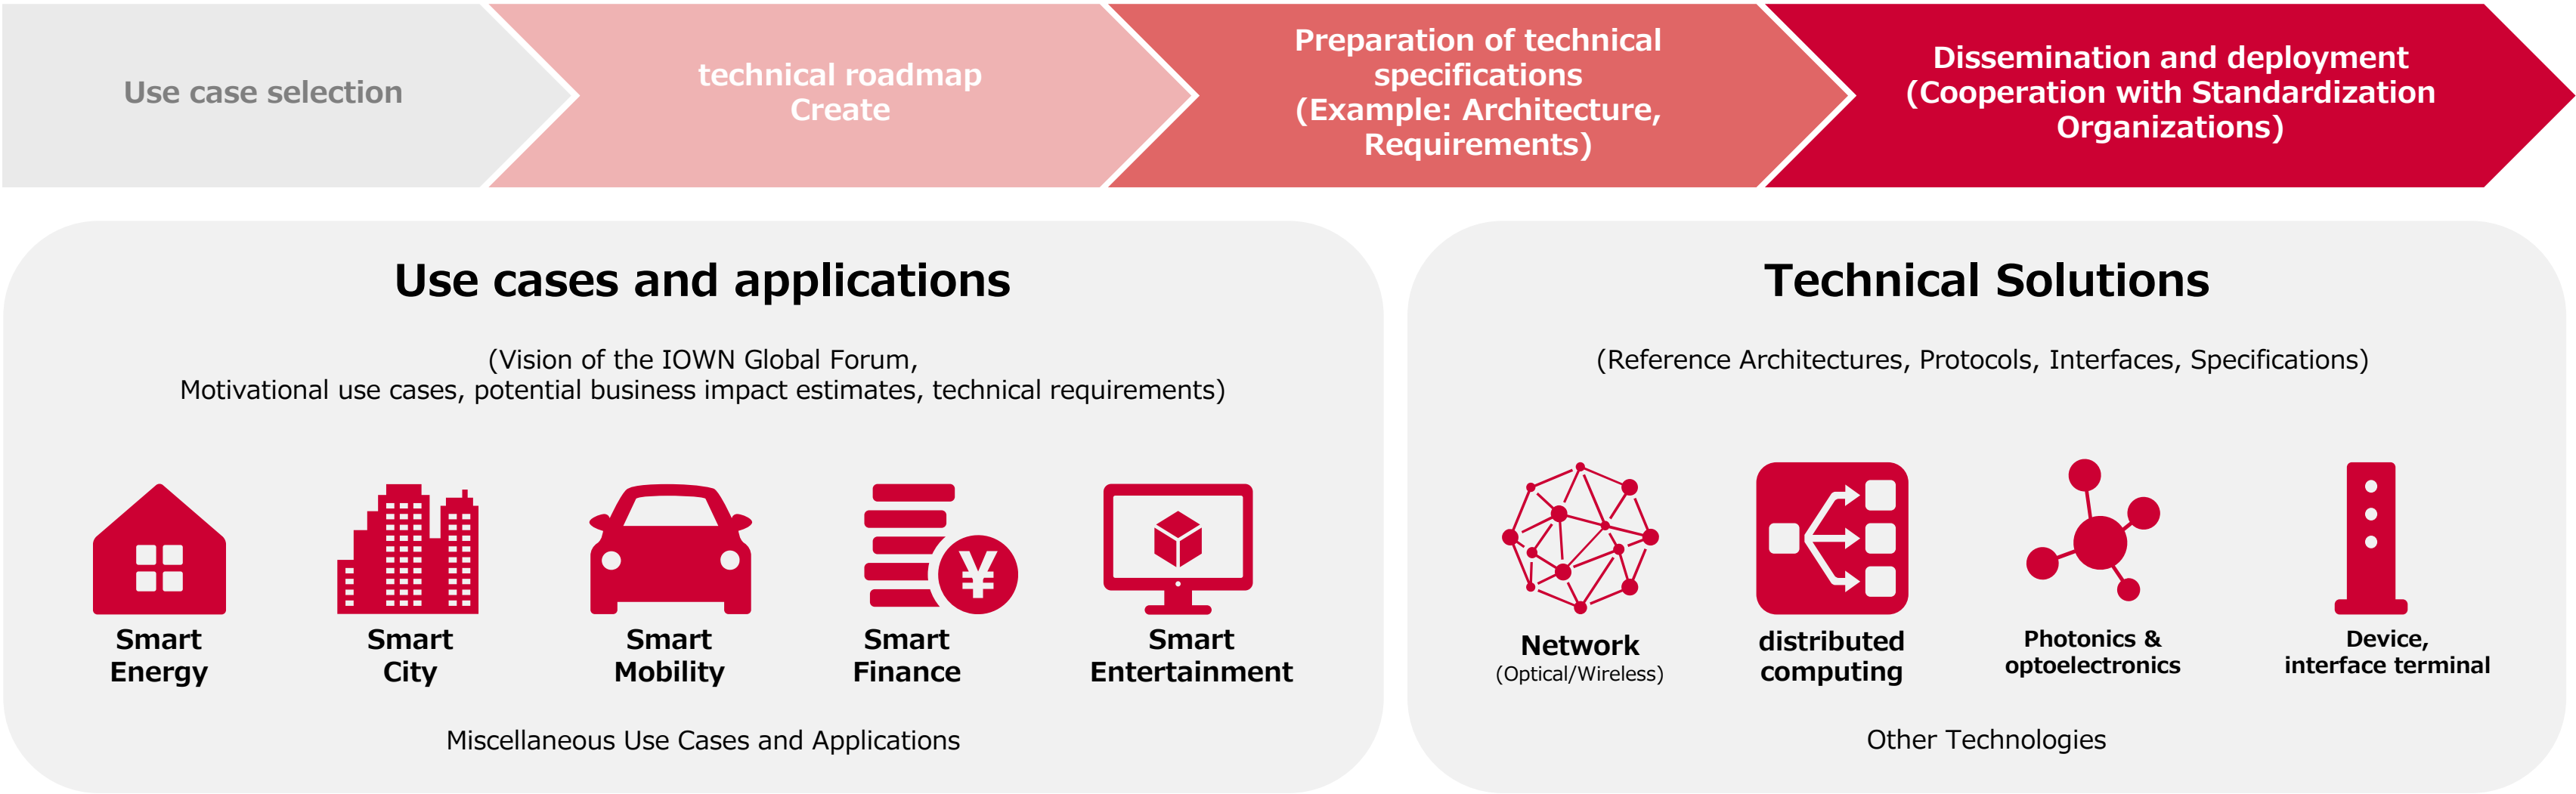 Use case selection
technical roadmap
Create
Preparation of technical
specifications
(Example: Architecture,
Requirements)
Dissemination and deployment
(Cooperation with Standardization
Organizations)
Use cases and applications
(Vision of the IOWN Global Forum,
Motivational use cases, potential business impact estimates, technical requirements)
Smart
Energy
Smart
City
Smart
Mobility
¥
Smart
Finance
Smart
Entertainment
Miscellaneous Use Cases and Applications
Technical Solutions
(Reference Architectures, Protocols, Interfaces, Specifications)
Network
(Optical/Wireless)
distributed
computing
Photonics &
optoelectronics
Device,
interface terminal
Other Technologies